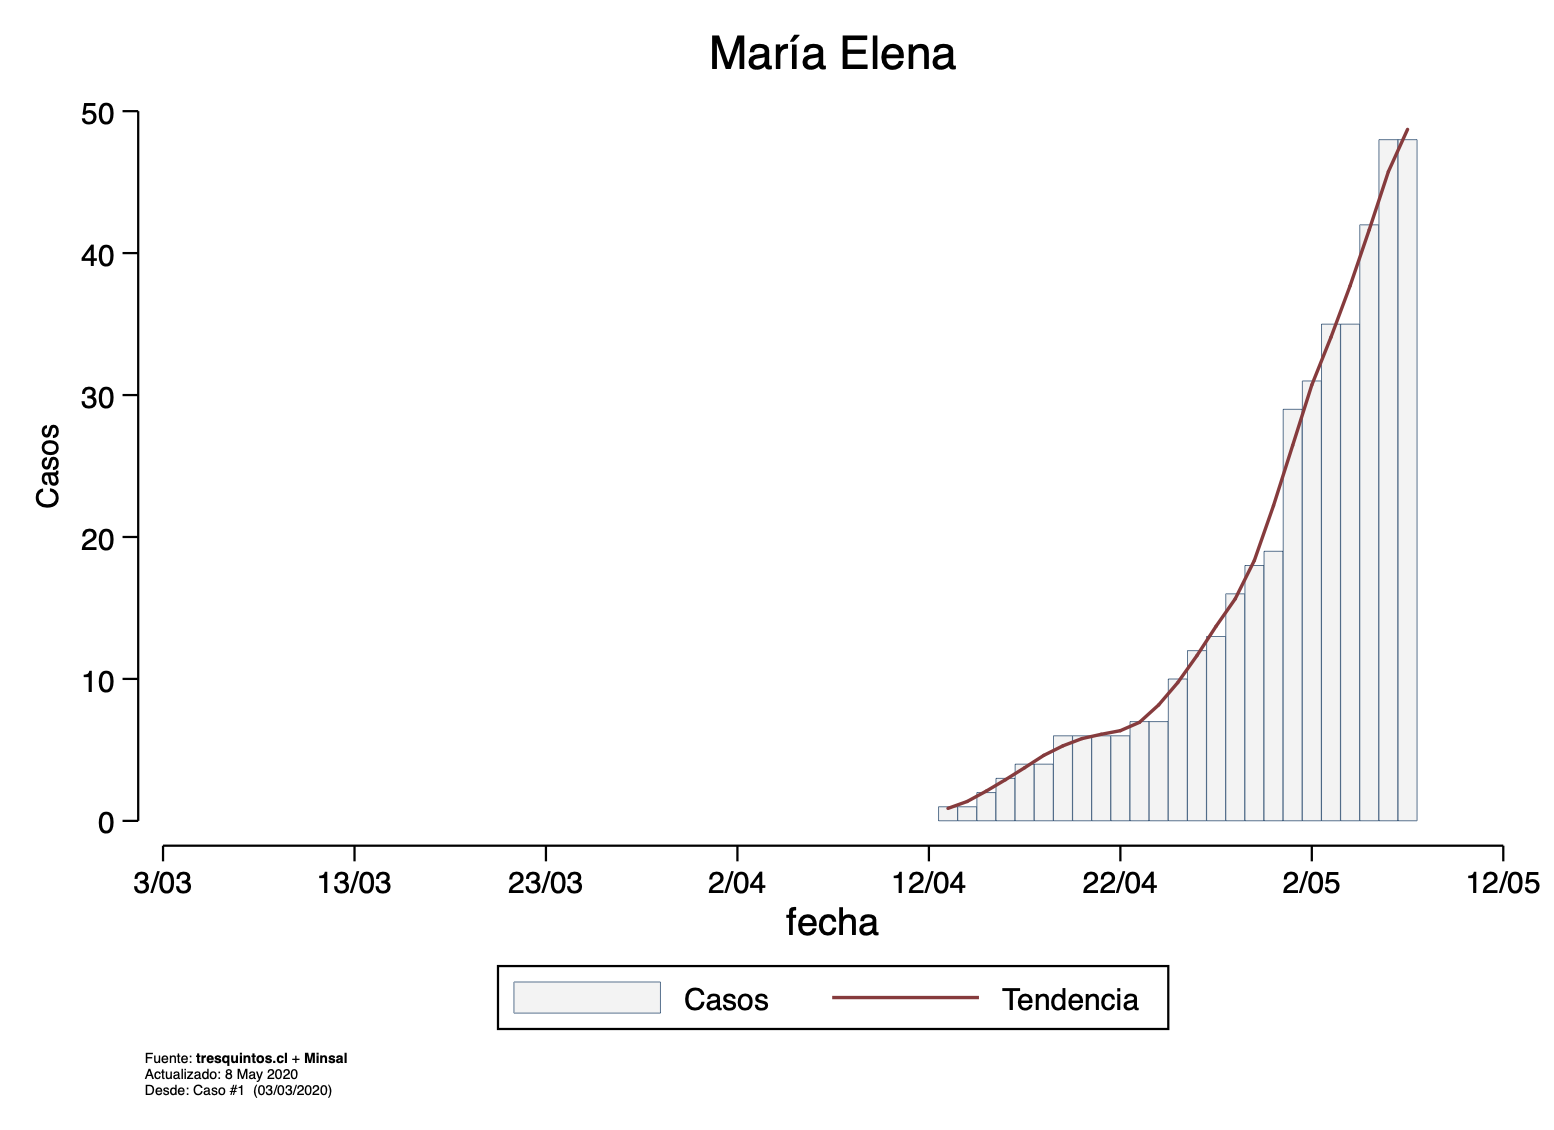 María Elena
50
40
30
20
10
0
Casos
3/03 13/03 23/03 2/04 12/04 22/04 2/05 12/05
fecha
Casos Tendencia
Fuente: tresquintos.cl + Minsal
Actualizado: 8 May 2020
Desde: Caso #1 (03/03/2020)